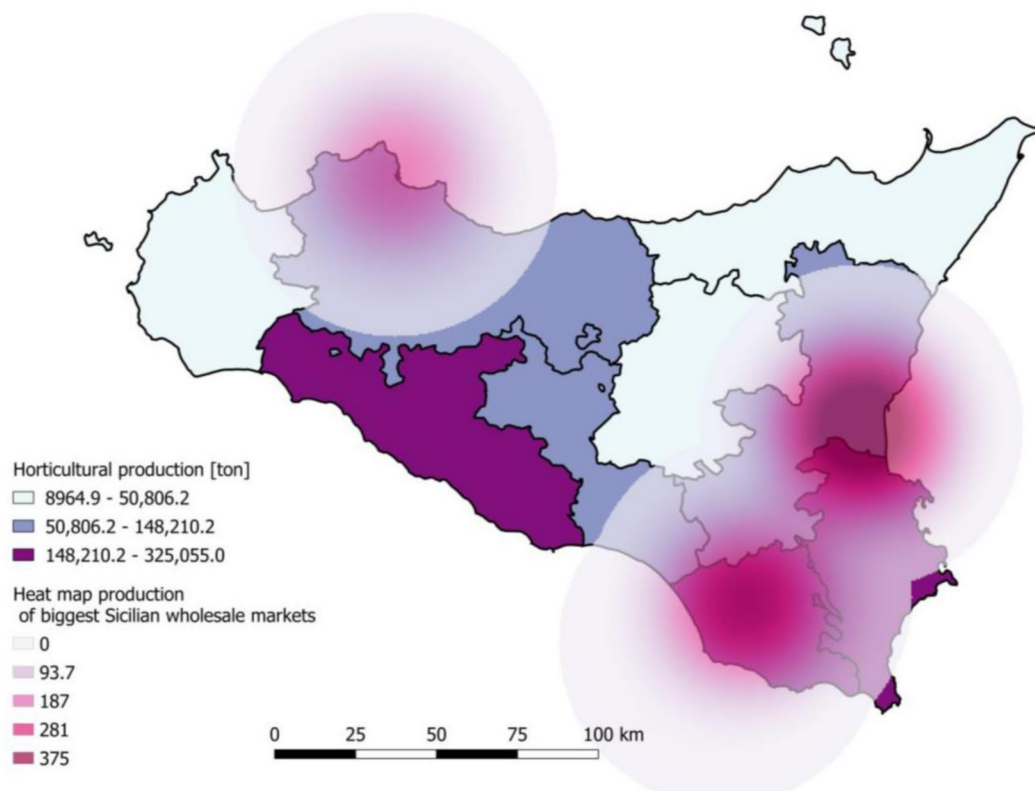 Horticultural production [ton]
8964.9 - 50,806.2
50,806.2 - 148,210.2
148,210.2 - 325,055.0
Heat map production
of biggest Sicilian wholesale markets
0
93.7
187
281
375
0 25 50 75 100 km